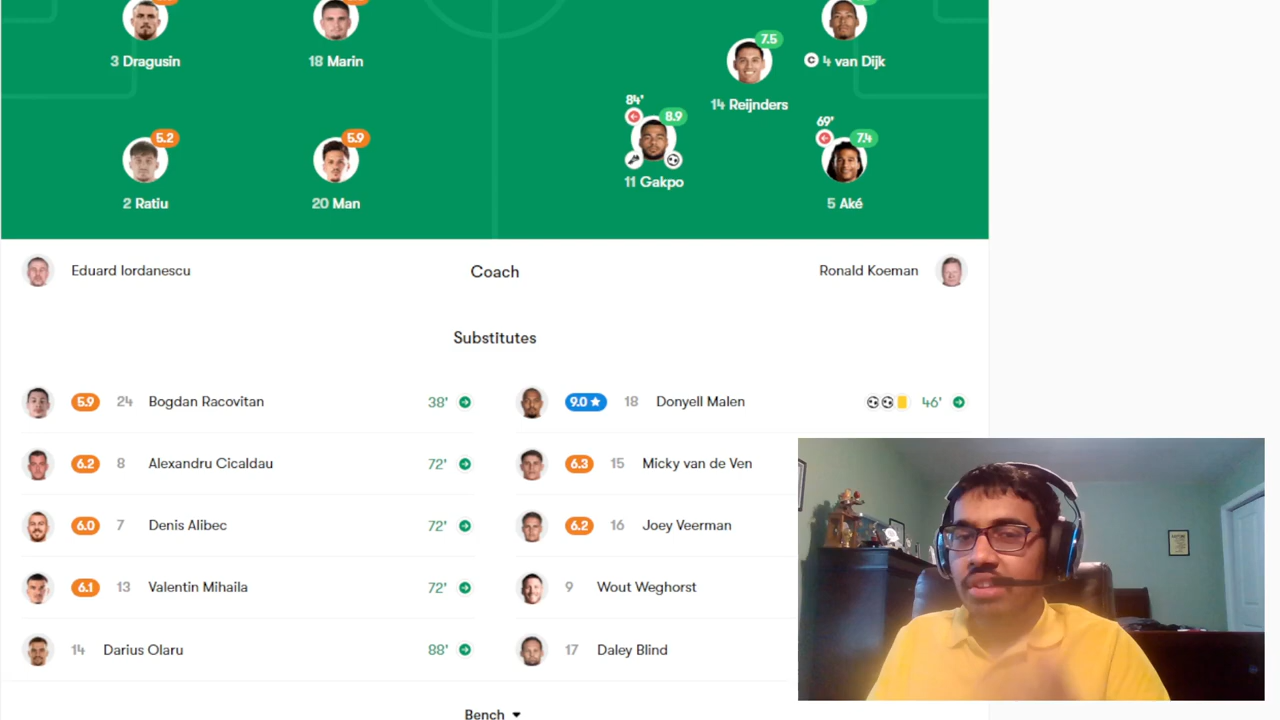 7.5
3 Dragusin
18 Marin
C 4 van Dijk
14 Reijnders
84'
8.9
69'
7.4
5.2
5.9
11 Gakpo
2 Ratiu
20 Man
5 Aké
Eduard Iordanescu Coach Ronald Koeman
Substitutes
5.9 24 Bogdan Racovitan 38' 9.0 18 Donyell Malen 46'
6.2 8 Alexandru Cicaldau 72' 6.3 15 Micky van de Ven
6.0 7 Denis Alibec 72' 6.2 16 Joey Veerman
6.1 13 Valentin Mihaila 72' 9 Wout Weghorst
14 Darius Olaru 88' 17 Daley Blind
Bench